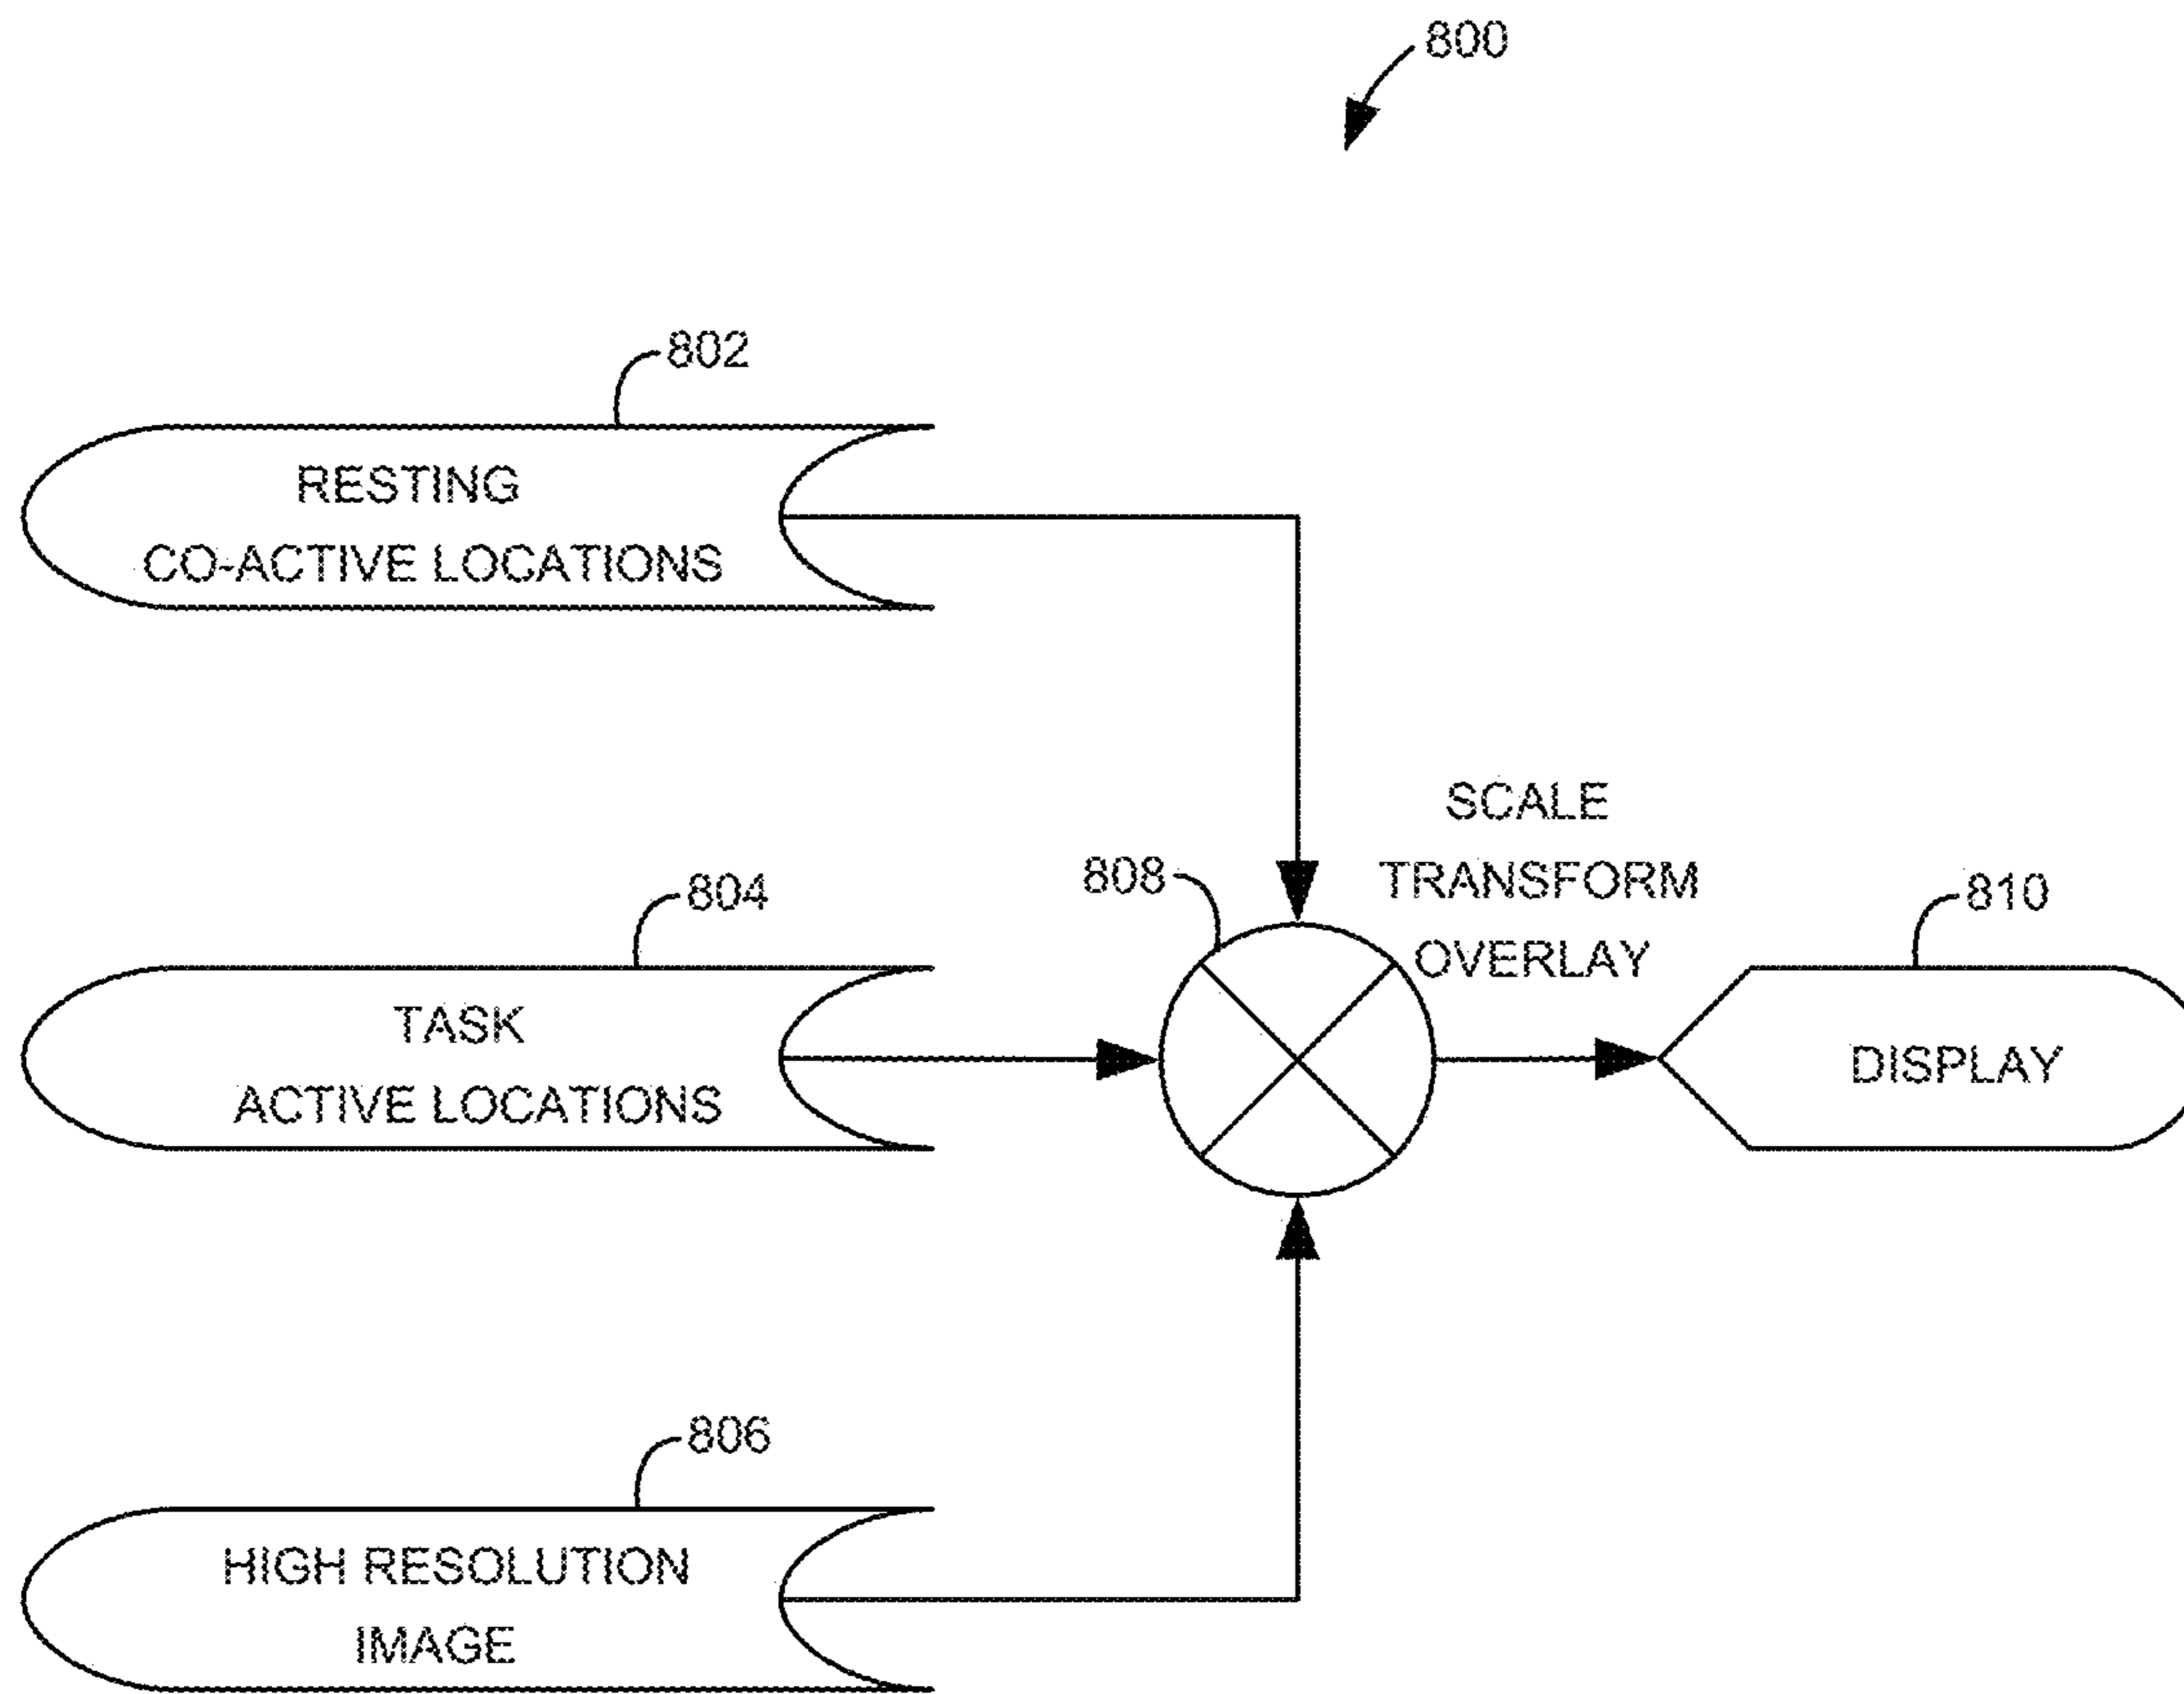 800
802
RESTING
CO-ACTIVE LOCATIONS
SCALE
TRANSFORM
OVERLAY
808
804
TASK
ACTIVE LOCATIONS
810
DISPLAY
806
HIGH RESOLUTION
IMAGE